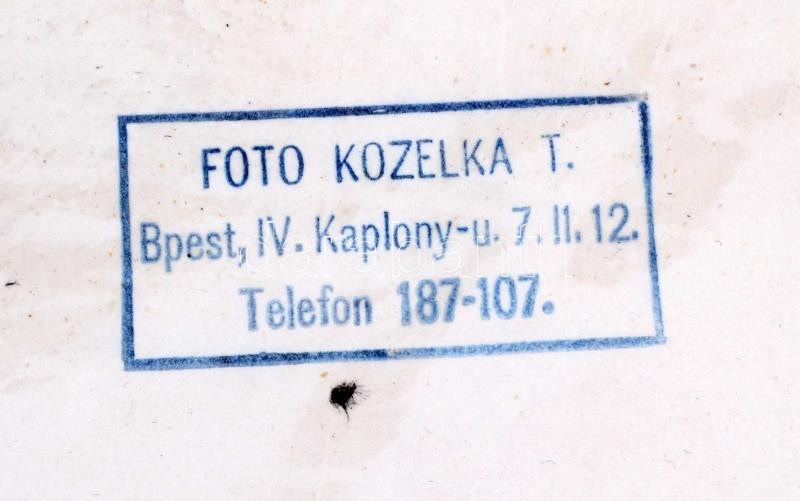 FOTO KOZELKA T.
Bpest, IV. Kaplony-u. 7. II. 12.
Telefon 187-107.